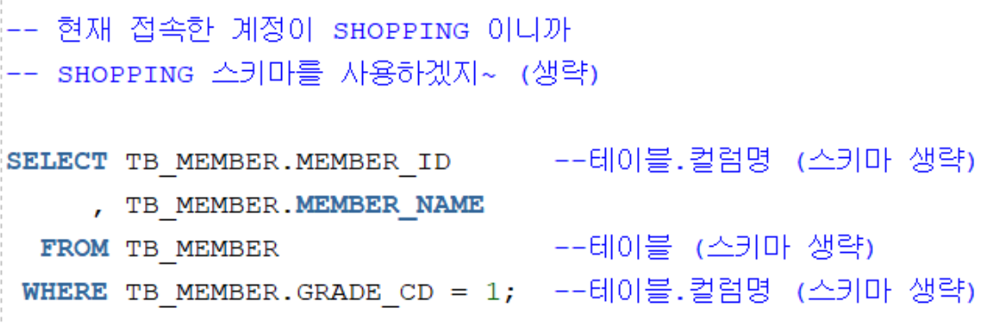 -- 현재 접속한 계정이 SHOPPING 이니까
-- SHOPPING 스키마를 사용하겠지~ (생략)
SELECT TB_MEMBER.MEMBER_ID --테이블.컬럼명 (스키마 생략)
, TB_MEMBER.MEMBER_NAME
FROM TB_MEMBER --테이블 (스키마 생략)
WHERE TB_MEMBER.GRADE_CD = 1; --테이블.컬럼명 (스키마 생략)